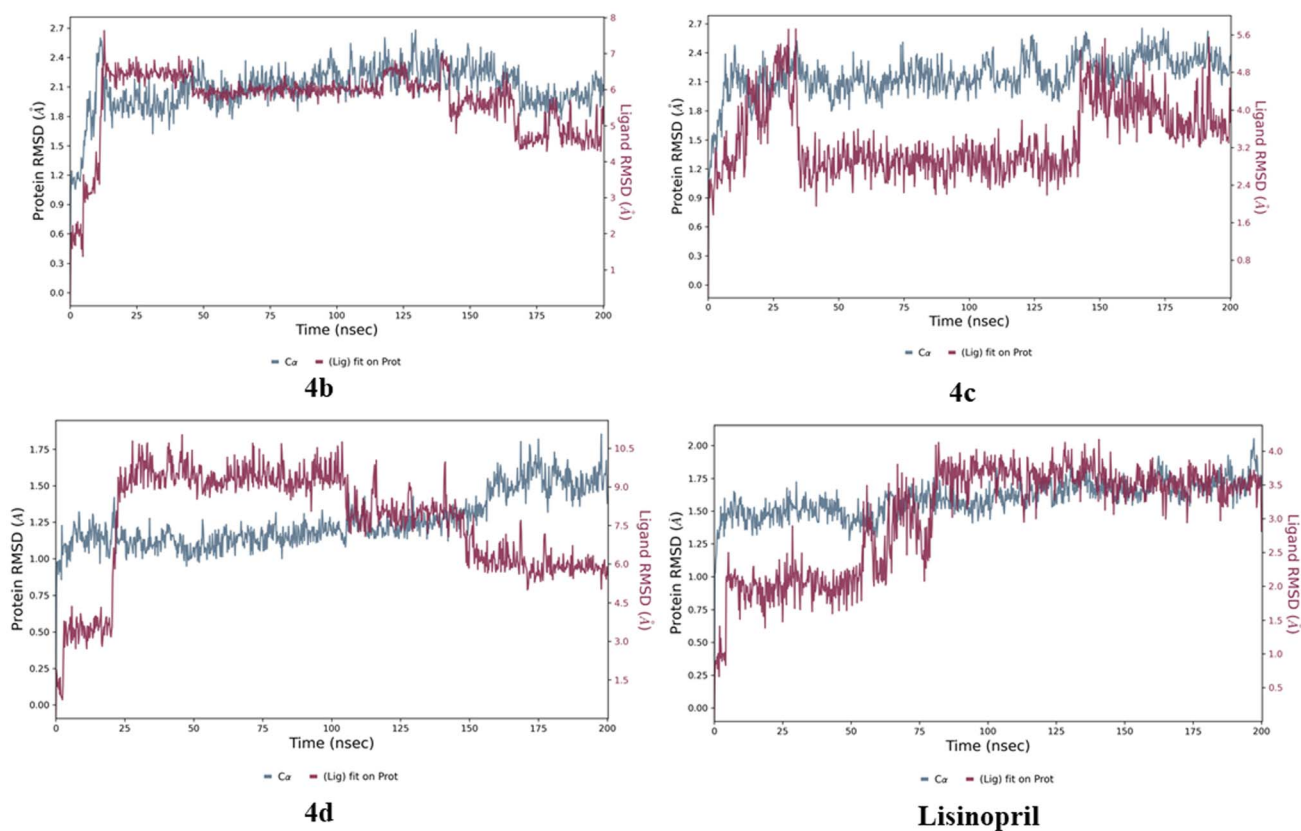 Protein RMSD (Å)
2.7
2.4
2.1
1.8
1.5
1.2
0.9
0.6
0.3
0.0
8
7
6
5
4
3
2
1
Ligand RMSD (Å)
0 25 50 75 100 125 150 175 200
Time (nsec)
Cα (Lig) fit on Prot
4b
Protein RMSD (Å)
2.7
2.4
2.1
1.8
1.5
1.2
0.9
0.6
0.3
0.0
5.6
4.8
4.0
3.2
2.4
1.6
0.8
Ligand RMSD (Å)
0 25 50 75 100 125 150 175 200
Time (nsec)
Cα (Lig) fit on Prot
4c
Protein RMSD (Å)
1.75
1.50
1.25
1.00
0.75
0.50
0.25
0.00
10.5
9.0
7.5
6.0
4.5
3.0
1.5
Ligand RMSD (Å)
0 25 50 75 100 125 150 175 200
Time (nsec)
Cα (Lig) fit on Prot
4d
Protein RMSD (Å)
2.00
1.75
1.50
1.25
1.00
0.75
0.50
0.25
0.00
4.0
3.5
3.0
2.5
2.0
1.5
1.0
0.5
Ligand RMSD (Å)
0 25 50 75 100 125 150 175 200
Time (nsec)
Cα (Lig) fit on Prot
Lisinopril